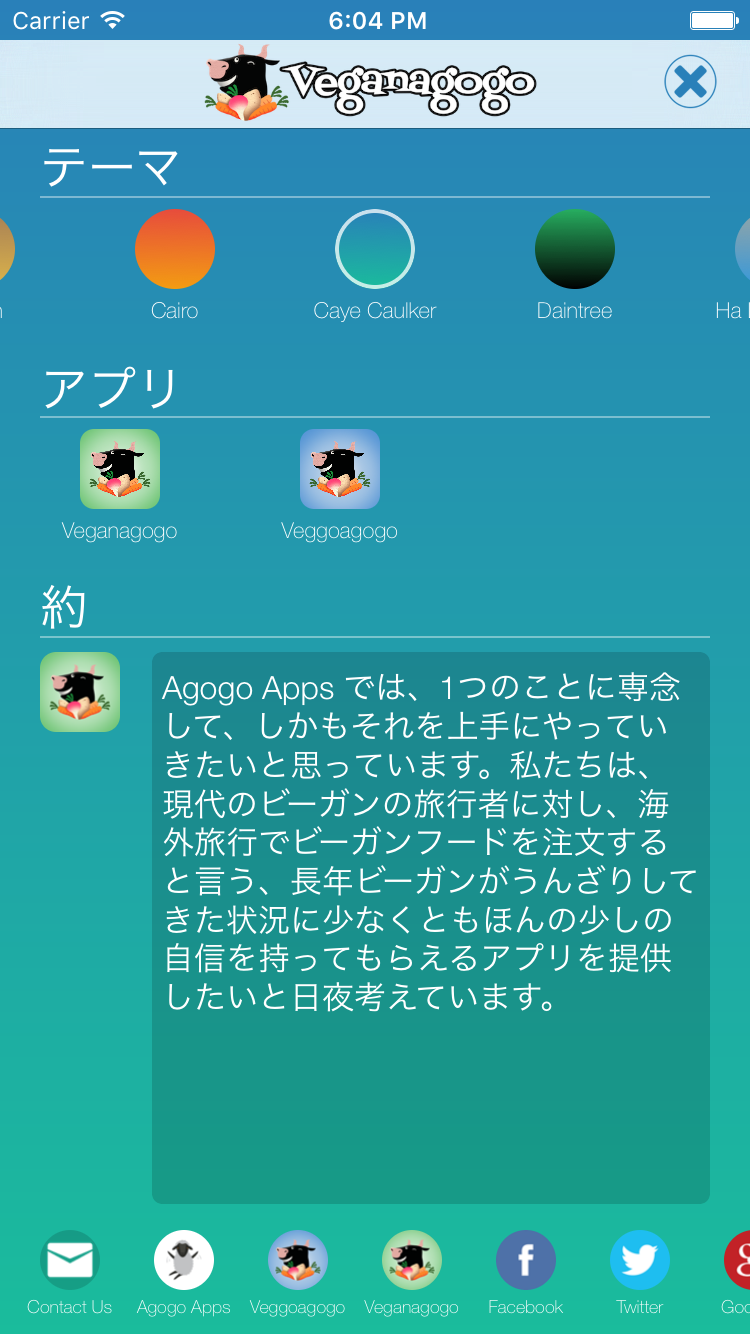 Carrier 6:04 PM
Veganagogo
テーマ
Cairo Caye Caulker Daintree Ha
アプリ
Veganagogo Veggoagogo
約
Agogo Apps では、1つのことに専念
して、しかもそれを上手にやってい
きたいと思っています。私たちは、
現代のビーガンの旅行者に対し、海
外旅行でビーガンフードを注文する
と言う、長年ビーガンがうんざりして
きた状況に少なくともほんの少しの
自信を持ってもらえるアプリを提供
したいと日夜考えています。
Contact Us Agogo Apps Veggoagogo Veganagogo Facebook Twitter Goo